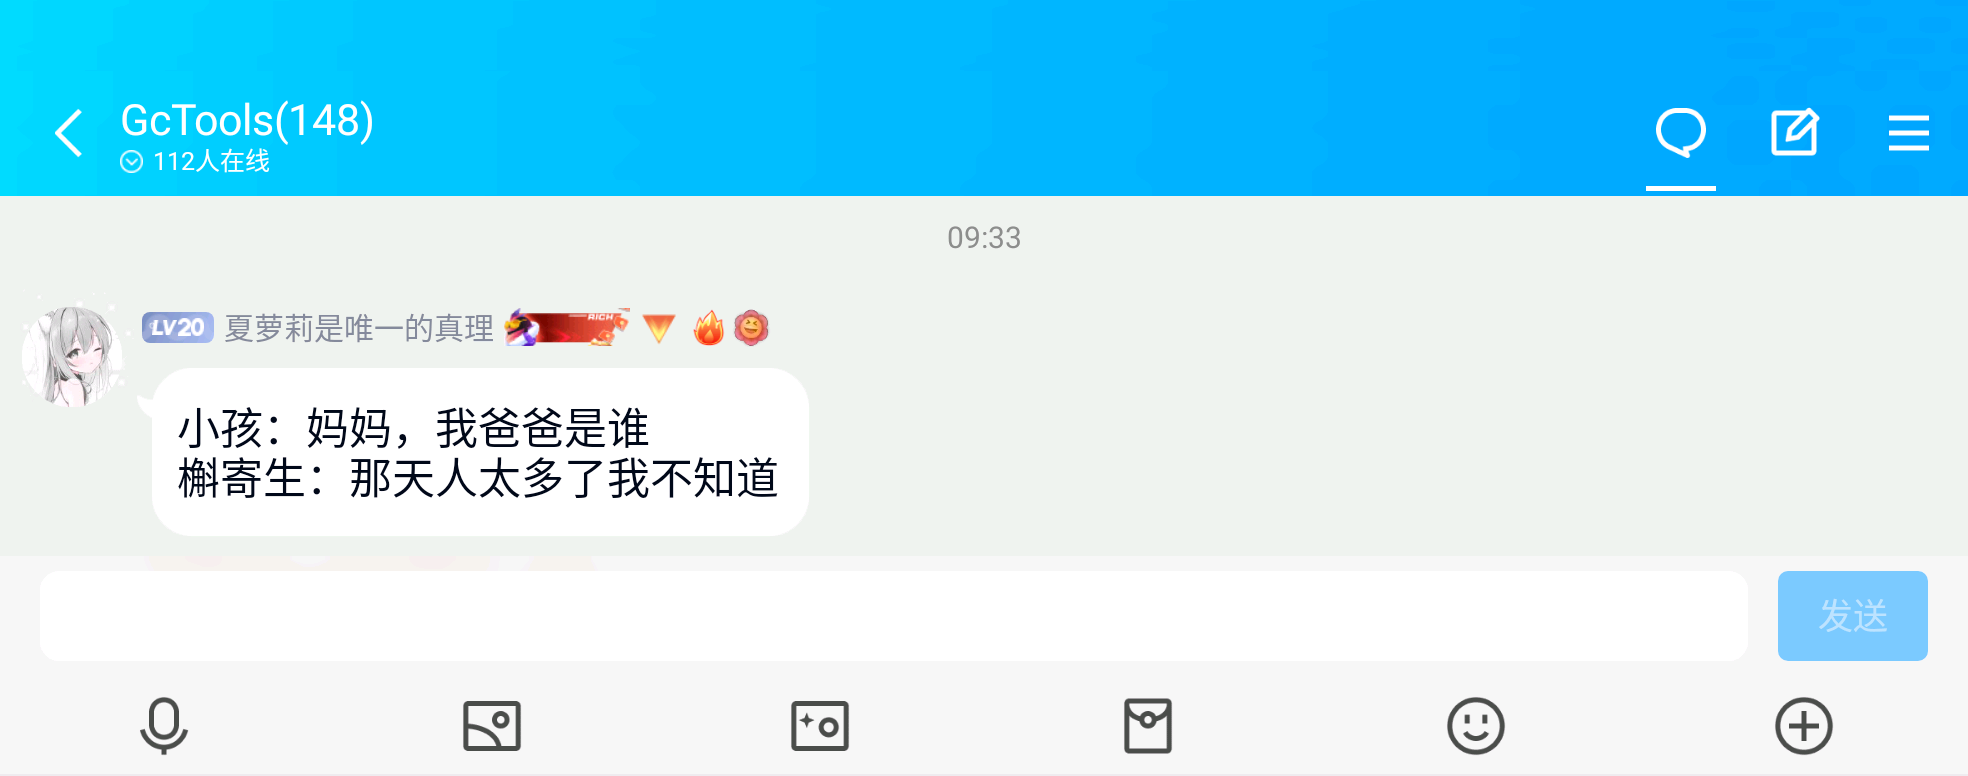 GcTools(148)
112人在线
09:33
LV20 夏萝莉是唯一的真理 RICH
小孩：妈妈，我爸爸是谁
槲寄生：那天人太多了我不知道
发送